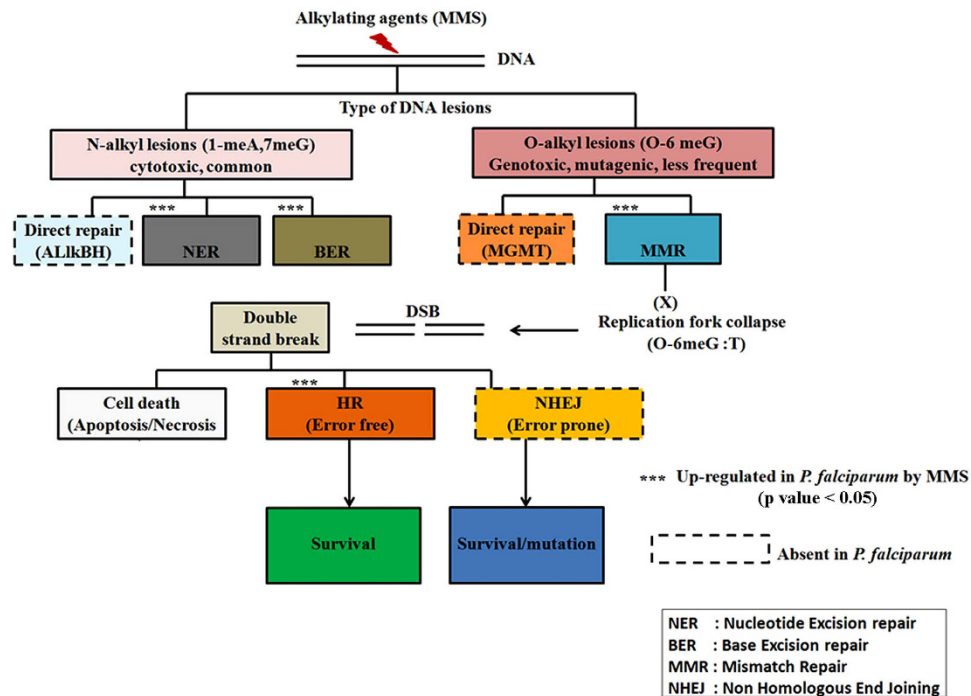 Alkylating agents (MMS)
DNA
Type of DNA lesions
N-alkyl lesions (1-meA,7meG)
cytotoxic, common
O-alkyl lesions (O-6 meG)
Genotoxic, mutagenic, less frequent
***
***
***
Direct repair
(ALlkBH)
NER
BER
Direct repair
(MGMT)
MMR
(X)
Replication fork collapse
(O-6meG :T)
DSB
Double
strand break
***
Cell death
(Apoptosis/Necrosis
HR
(Error free)
NHEJ
(Error prone)
*** Up-regulated in P. falciparum by MMS
(p value < 0.05)
Survival
Survival/mutation
Absent in P. falciparum
NER : Nucleotide Excision repair
BER : Base Excision repair
MMR : Mismatch Repair
NHEJ : Non Homologous End Joining